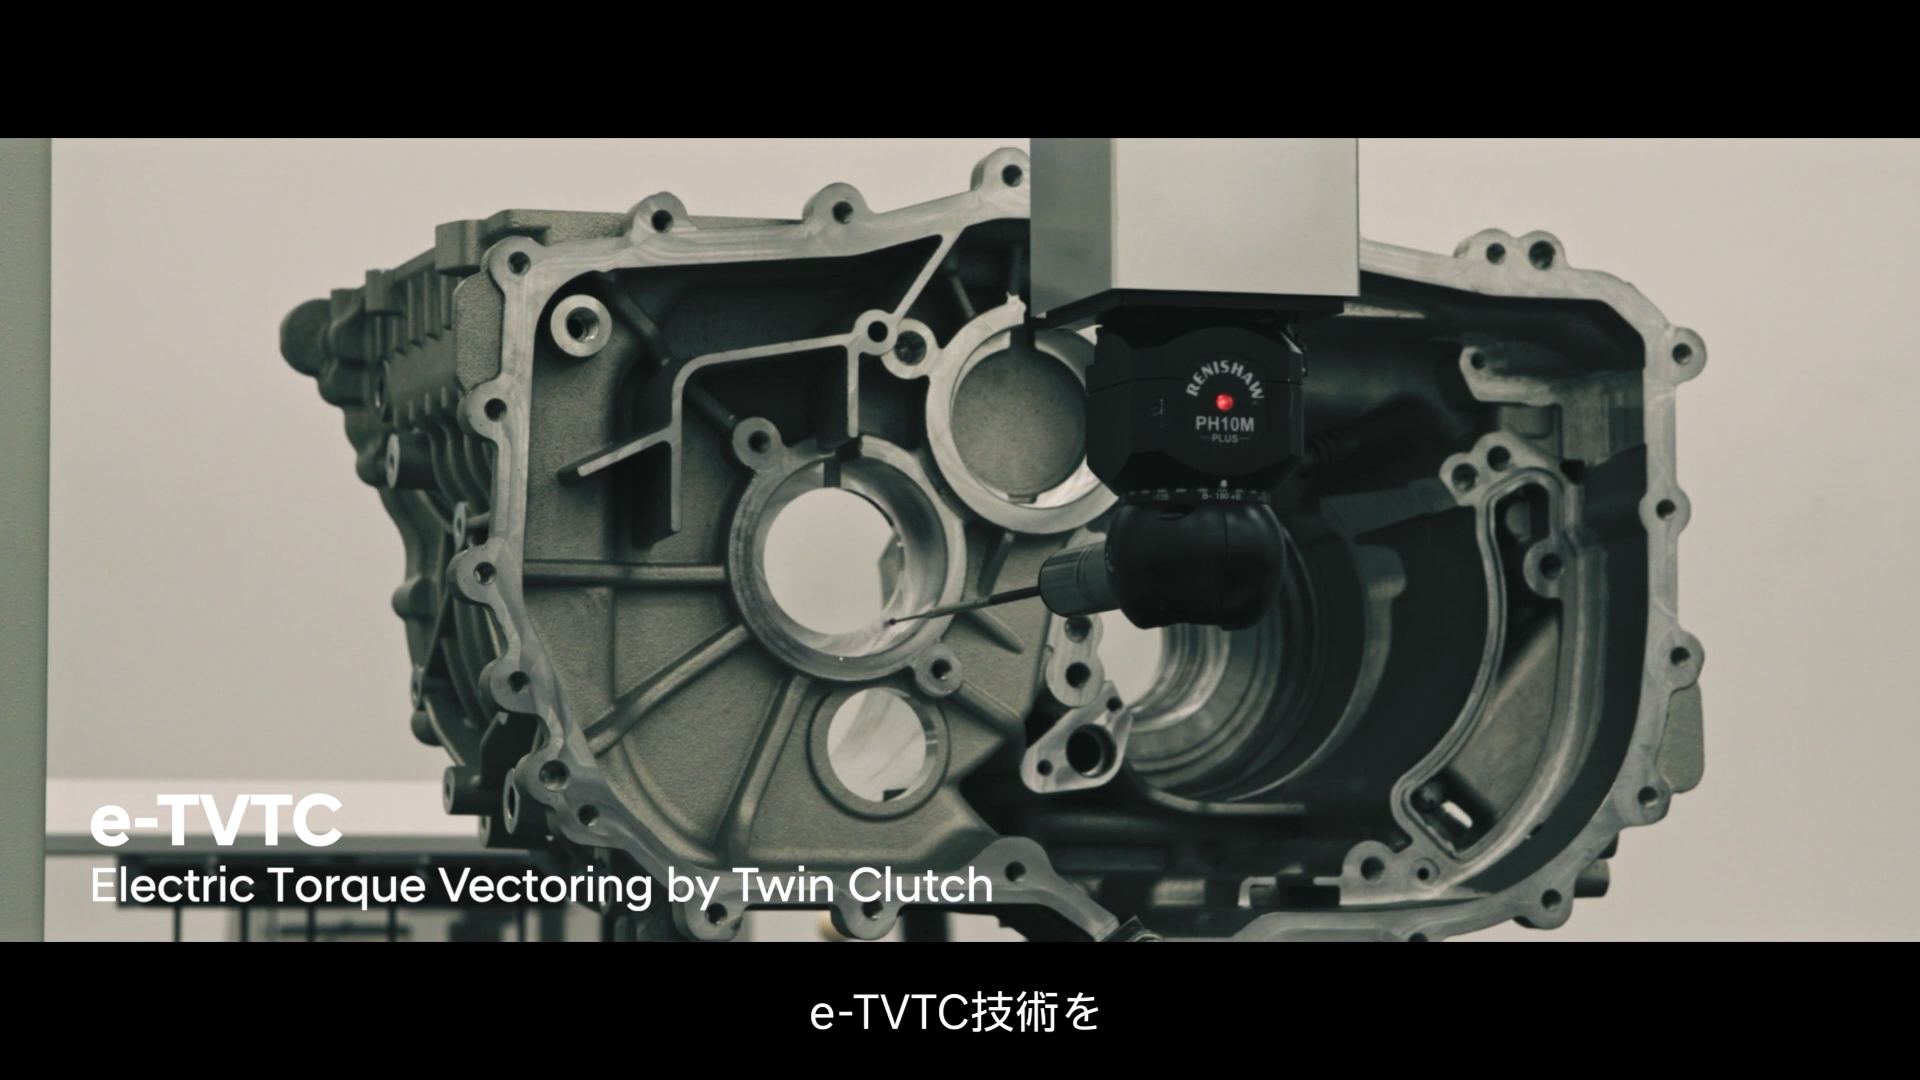 RENISHAW
PH10M
PLUS
e-TVTC
Electric Torque Vectoring by Twin Clutch
e-TVTC技術を